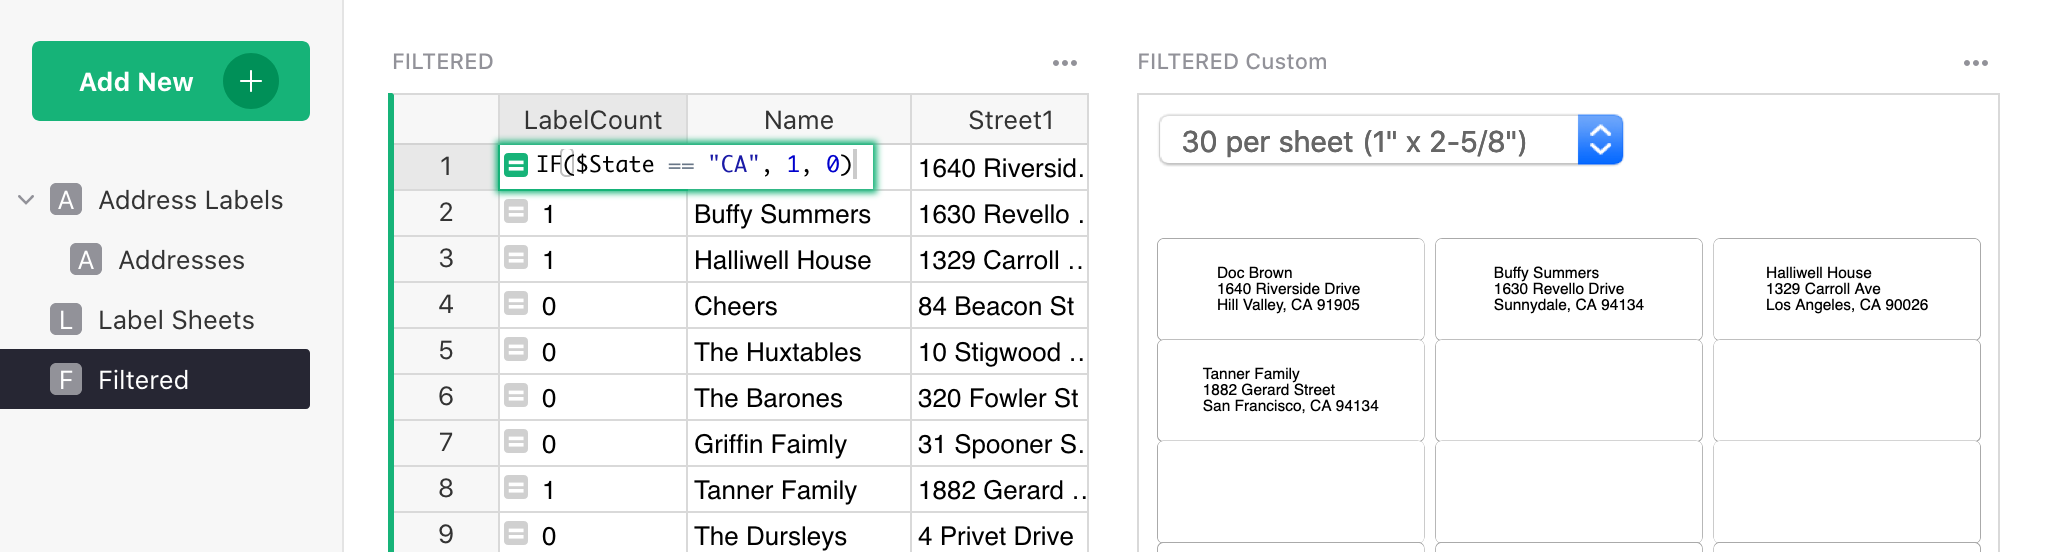 Add New
Address Labels
A
Addresses
A
Label Sheets
L
Filtered
F
FILTERED
LabelCount Name Street1
1 IF($State == "CA", 1, 0) 1640 Riversid.
2 1 Buffy Summers 1630 Revello .
3 1 Halliwell House 1329 Carroll ..
4 0 Cheers 84 Beacon St
5 0 The Huxtables 10 Stigwood ..
6 0 The Barones 320 Fowler St
7 0 Griffin Faimly 31 Spooner S.
8 1 Tanner Family 1882 Gerard ..
9 0 The Dursleys 4 Privet Drive
FILTERED Custom
30 per sheet (1" x 2-5/8")
Doc Brown
1640 Riverside Drive
Hill Valley, CA 91905
Buffy Summers
1630 Revello Drive
Sunnydale, CA 94134
Halliwell House
1329 Carroll Ave
Los Angeles, CA 90026
Tanner Family
1882 Gerard Street
San Francisco, CA 94134